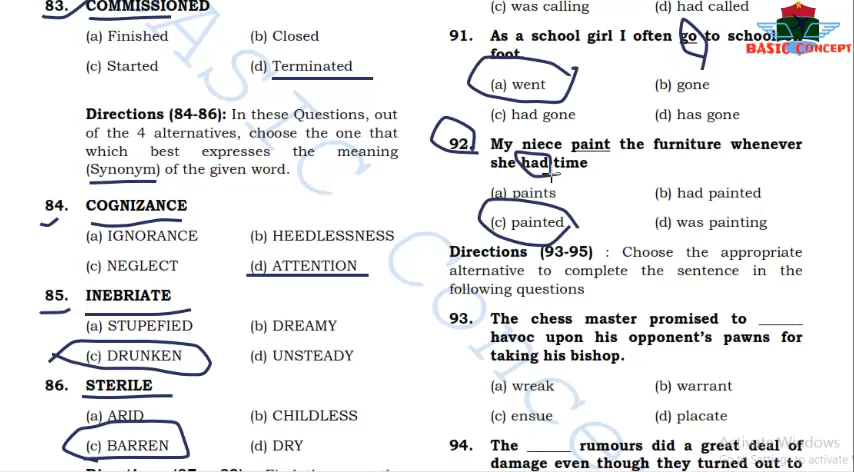 83. COMMISSIONED
(a) Finished (b) Closed
(c) Started (d) Terminated
Directions (84-86): In these Questions, out
of the 4 alternatives, choose the one that
which best expresses the meaning
(Synonym) of the given word.
84. COGNIZANCE
(a) IGNORANCE (b) HEEDLESSNESS
(c) NEGLECT (d) ATTENTION
85. INEBRIATE
(a) STUPEFIED (b) DREAMY
(c) DRUNKEN (d) UNSTEADY
86. STERILE
(a) ARID (b) CHILDLESS
(c) BARREN (d) DRY
(c) was calling (d) had called
91. As a school girl I often go to school
foot
(a) went (b) gone
(c) had gone (d) has gone
92. My niece paint the furniture whenever
she had time
(a) paints (b) had painted
(c) painted (d) was painting
Directions (93-95) : Choose the appropriate
alternative to complete the sentence in the
following questions
93. The chess master promised to ______
havoc upon his opponent's pawns for
taking his bishop.
(a) wreak (b) warrant
(c) ensue (d) placate
94. The ______ rumours did a great deal of
damage even though they turned out to
BASIC CONCEPT
ASIC Conce
Activate Windows